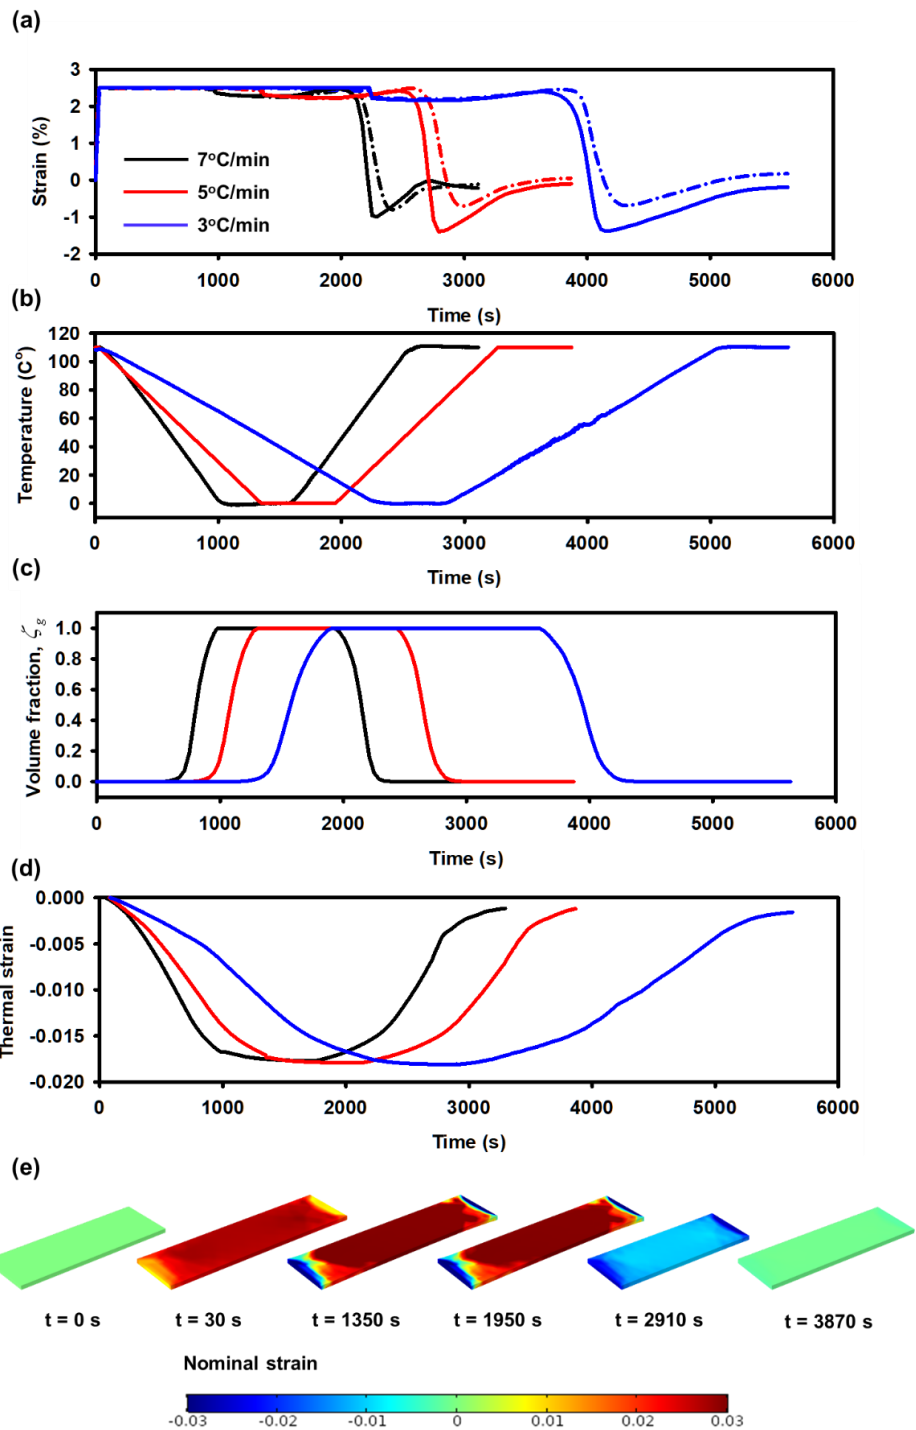 (a)
3
2
1
0
-1
-2
Strain (%)
7°C/min
5°C/min
3°C/min
0 1000 2000 3000 4000 5000 6000
Time (s)
(b)
120
100
80
60
40
20
0
Temperature (C°)
0 1000 2000 3000 4000 5000 6000
Time (s)
(c)
1.0
0.8
0.6
0.4
0.2
0.0
Volume fraction, ζg
0 1000 2000 3000 4000 5000 6000
Time (s)
(d)
0.000
-0.005
-0.010
-0.015
-0.020
Thermal strain
0 1000 2000 3000 4000 5000 6000
Time (s)
(e)
t = 0 s t = 30 s t = 1350 s t = 1950 s t = 2910 s t = 3870 s
Nominal strain
-0.03 -0.02 -0.01 0 0.01 0.02 0.03